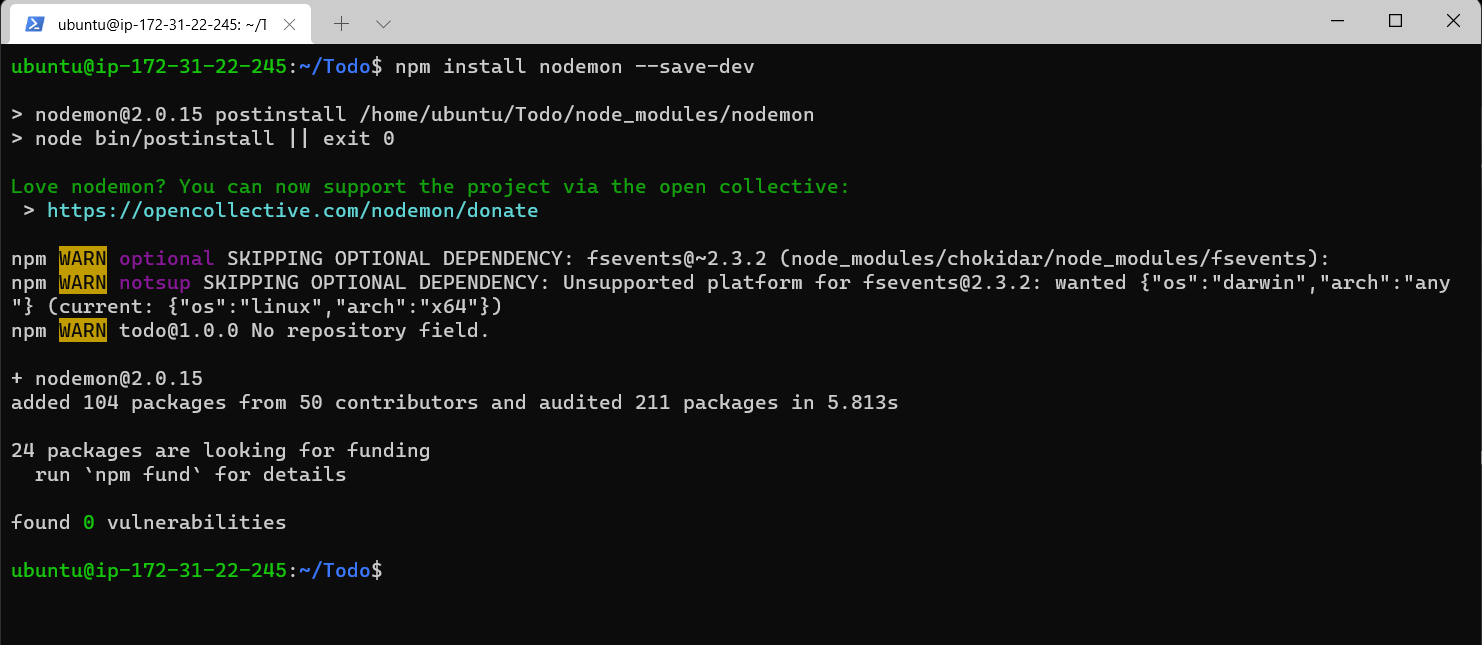 ubuntu@ip-172-31-22-245: ~/T
ubuntu@ip-172-31-22-245:~/Todo$ npm install nodemon --save-dev
> nodemon@2.0.15 postinstall /home/ubuntu/Todo/node_modules/nodemon
> node bin/postinstall || exit 0
Love nodemon? You can now support the project via the open collective:
 > https://opencollective.com/nodemon/donate
npm WARN optional SKIPPING OPTIONAL DEPENDENCY: fsevents@~2.3.2 (node_modules/chokidar/node_modules/fsevents):
npm WARN notsup SKIPPING OPTIONAL DEPENDENCY: Unsupported platform for fsevents@2.3.2: wanted {"os":"darwin","arch":"any
"} (current: {"os":"linux","arch":"x64"})
npm WARN todo@1.0.0 No repository field.
+ nodemon@2.0.15
added 104 packages from 50 contributors and audited 211 packages in 5.813s
24 packages are looking for funding
  run `npm fund` for details
found 0 vulnerabilities
ubuntu@ip-172-31-22-245:~/Todo$